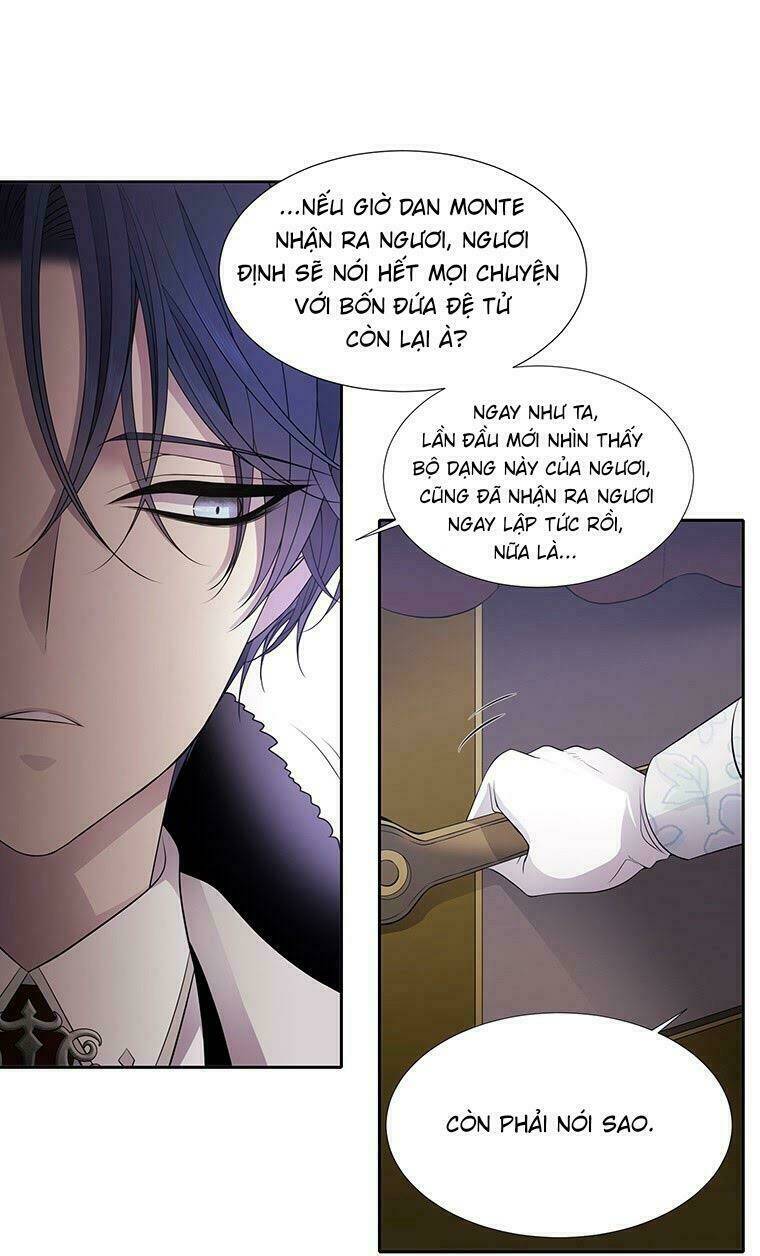 ...NẾU GIỜ DAN MONTE
NHẬN RA NGƯƠI, NGƯƠI
ĐỊNH SẼ NÓI HẾT MỌI CHUYỆN
VỚI BỐN ĐỨA ĐỆ TỬ
CÒN LẠI À?
NGAY NHƯ TA,
LẦN ĐẦU MỚI NHÌN THẤY
BỘ DẠNG NÀY CỦA NGƯƠI,
CŨNG ĐÃ NHẬN RA NGƯƠI
NGAY LẬP TỨC RỒI,
NỮA LÀ...
CÒN PHẢI NÓI SAO.